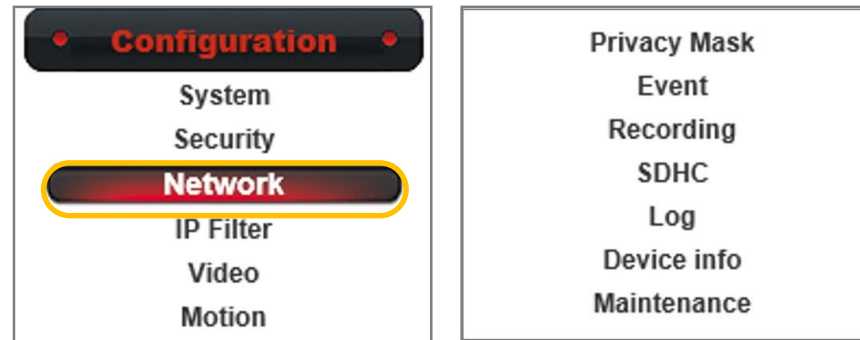 Configuration
System
Security
Network
IP Filter
Video
Motion
Privacy Mask
Event
Recording
SDHC
Log
Device info
Maintenance